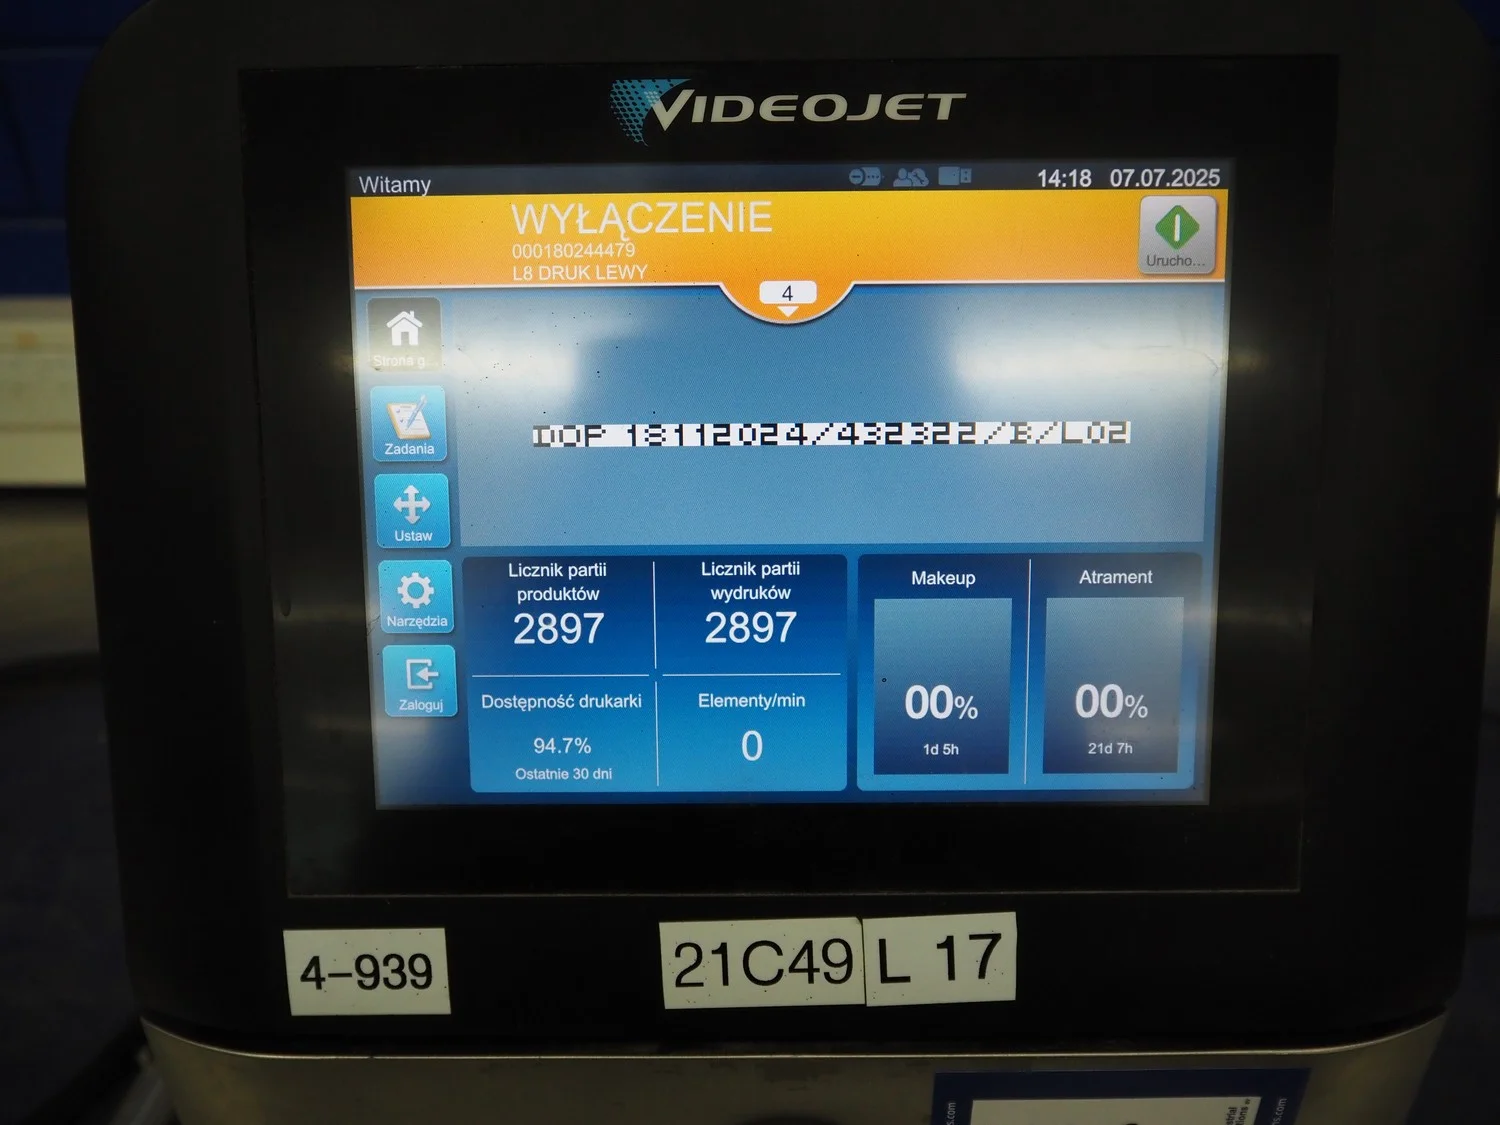 VIDEOJET
Witamy
14:18 07.07.2025
WYŁĄCZENIE
000180244479
L8 DRUK LEWY
Urucho...
4
Strona g...
Zadania
Ustaw
Narzędzia
Zaloguj
DOP 18112024/432322/B/L02
Licznik partii
produktów
2897
Licznik partii
wydruków
2897
Dostępność drukarki
94.7%
Ostatnie 30 dni
Elementy/min
0
Makeup
00%
1d 5h
Atrament
00%
21d 7h
4-939
21C49
L 17